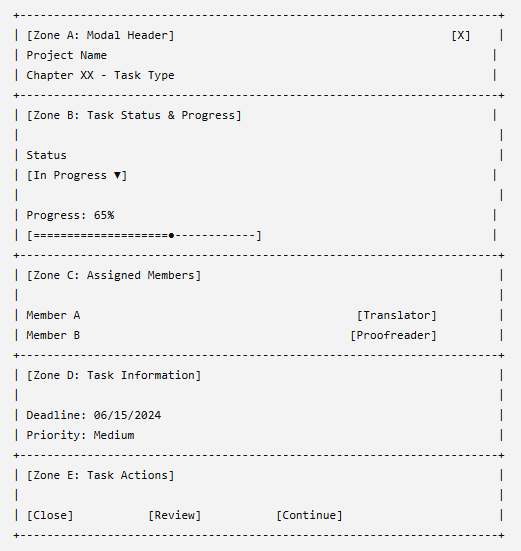 +-----------------------------------------------------------------------+
| [Zone A: Modal Header]                                         [X]    |
| Project Name                                                         |
| Chapter XX - Task Type                                               |
+-----------------------------------------------------------------------+
| [Zone B: Task Status & Progress]                                     |
|                                                                       |
| Status                                                                |
| [In Progress ▼]                                                      |
|                                                                       |
| Progress: 65%                                                        |
| [====================●------------]                                  |
+-----------------------------------------------------------------------+
| [Zone C: Assigned Members]                                            |
|                                                                       |
| Member A                                         [Translator]         |
| Member B                                        [Proofreader]         |
+-----------------------------------------------------------------------+
| [Zone D: Task Information]                                            |
|                                                                       |
| Deadline: 06/15/2024                                                  |
| Priority: Medium                                                      |
+-----------------------------------------------------------------------+
| [Zone E: Task Actions]                                                |
|                                                                       |
| [Close]           [Review]           [Continue]                       |
+-----------------------------------------------------------------------+